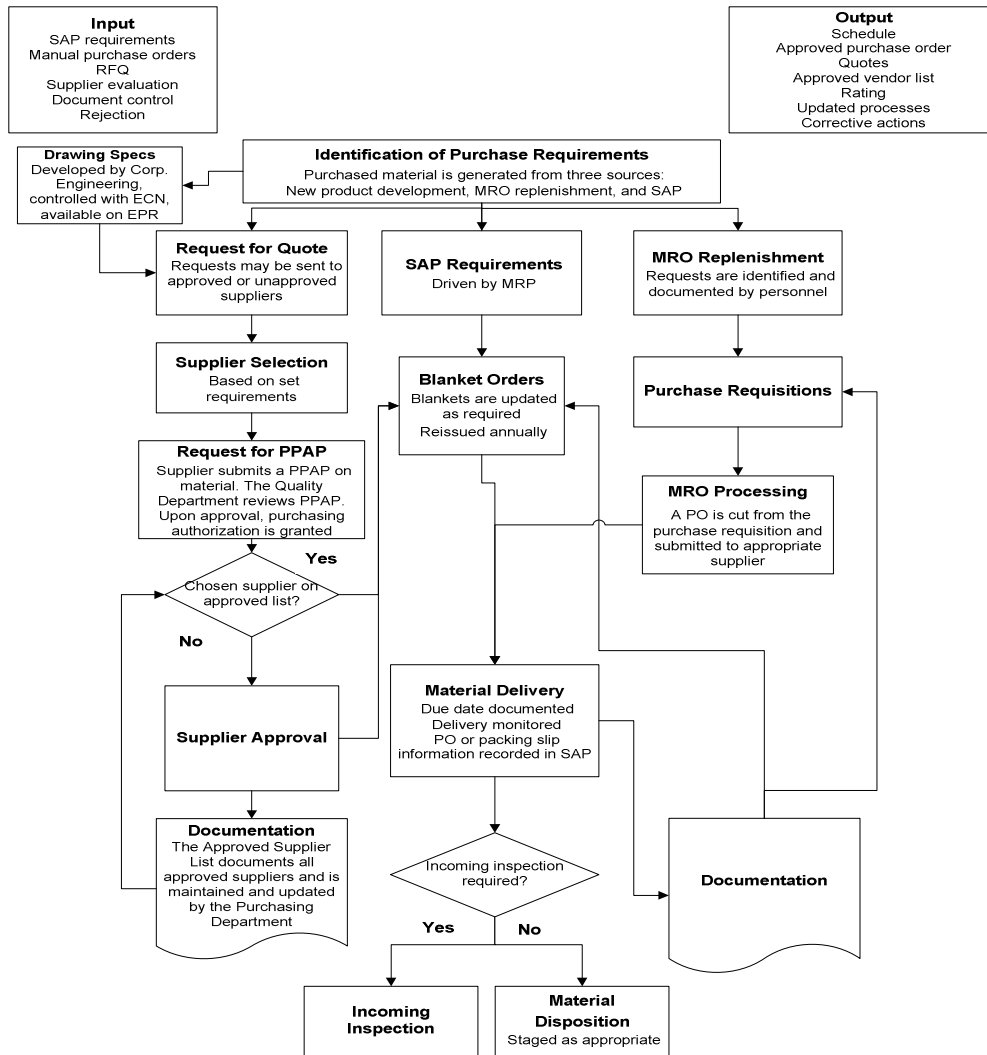 Input
SAP requirements
Manual purchase orders
RFQ
Supplier evaluation
Document control
Rejection
Output
Schedule
Approved purchase order
Quotes
Approved vendor list
Rating
Updated processes
Corrective actions
Drawing Specs
Developed by Corp.
Engineering,
controlled with ECN,
available on EPR
Identification of Purchase Requirements
Purchased material is generated from three sources:
New product development, MRO replenishment, and SAP
Request for Quote
Requests may be sent to
approved or unapproved
suppliers
SAP Requirements
Driven by MRP
MRO Replenishment
Requests are identified and
documented by personnel
Supplier Selection
Based on set
requirements
Blanket Orders
Blankets are updated
as required
Reissued annually
Purchase Requisitions
Request for PPAP
Supplier submits a PPAP on
material. The Quality
Department reviews PPAP.
Upon approval, purchasing
authorization is granted
MRO Processing
A PO is cut from the
purchase requisition and
submitted to appropriate
supplier
Yes
Chosen supplier on
approved list?
No
Supplier Approval
Material Delivery
Due date documented
Delivery monitored
PO or packing slip
information recorded in SAP
Documentation
The Approved Supplier
List documents all
approved suppliers and is
maintained and updated
by the Purchasing
Department
Incoming inspection
required?
Documentation
Yes
No
Incoming
Inspection
Material
Disposition
Staged as appropriate